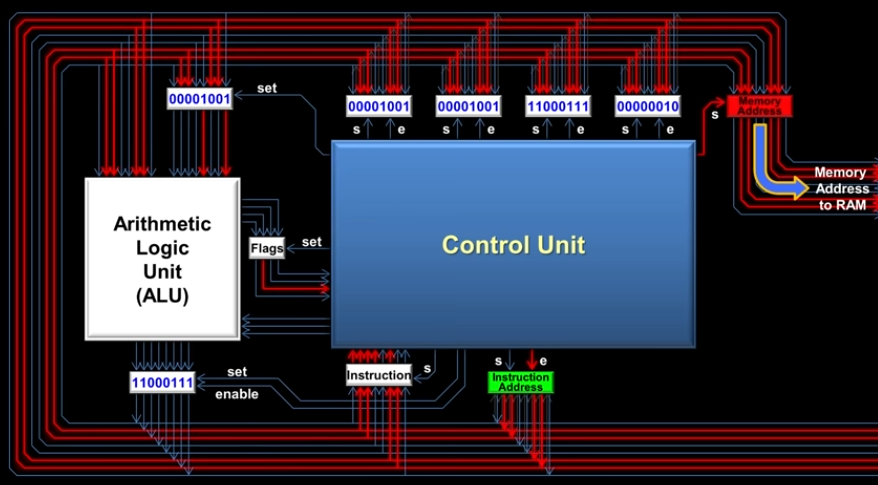 00001001
set
00001001
00001001
11000111
00000010
Memory
Address
s
e
s
e
s
e
s
e
s
Memory
Address
to RAM
Arithmetic
Logic
Unit
(ALU)
Flags
set
Control Unit
11000111
set
enable
Instruction
s
s
e
Instruction
Address